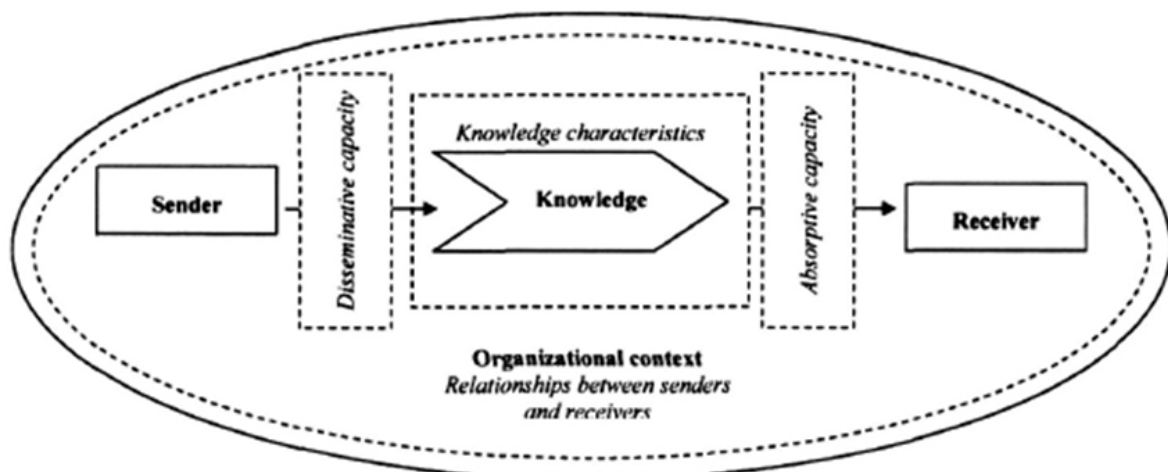 Disseminative capacity
Knowledge characteristics
Absorptive capacity
Sender
Knowledge
Receiver
Organizational context
Relationships between senders
and receivers